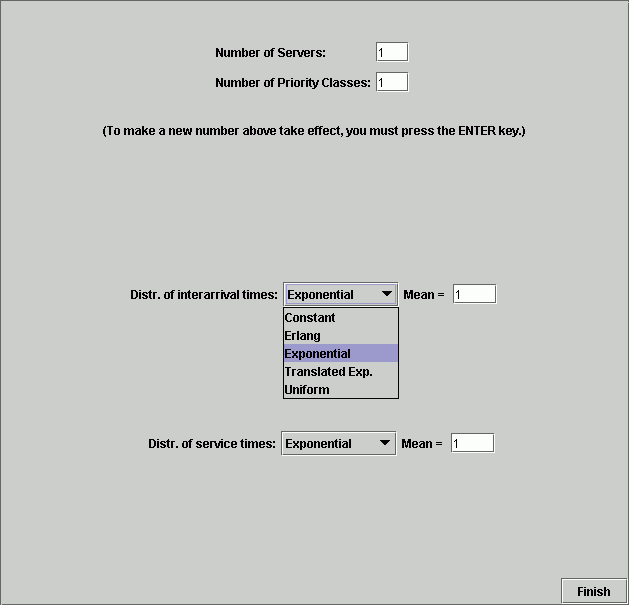 Number of Servers: 1
Number of Priority Classes: 1
(To make a new number above take effect, you must press the ENTER key.)
Distr. of interarrival times: Exponential Mean = 1
Constant
Erlang
Exponential
Translated Exp.
Uniform
Distr. of service times: Exponential Mean = 1
Finish